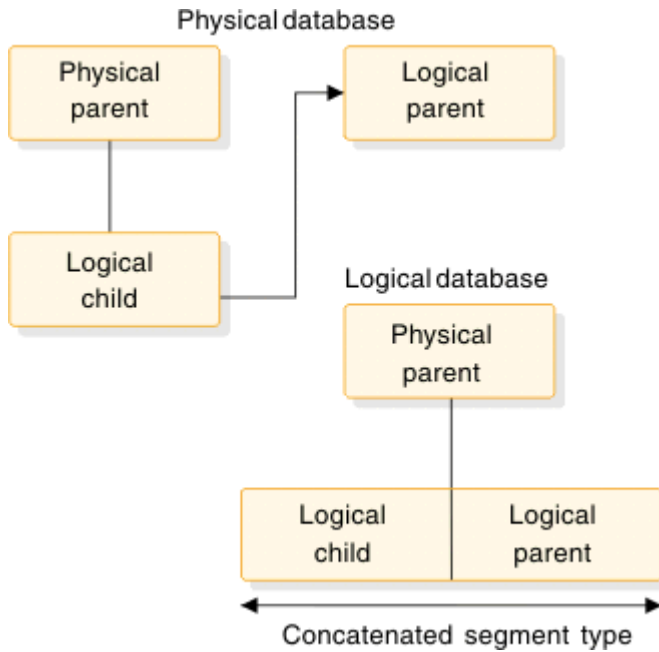 Physical database
Physical
parent
Logical
parent
Logical
child
Logical database
Physical
parent
Logical
child
Logical
parent
Concatenated segment type